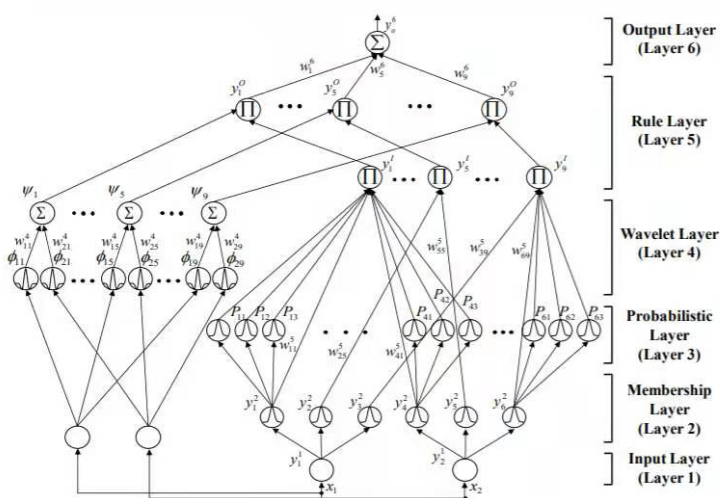 y_o^6
Output Layer
(Layer 6)
Σ
w_1^6 w_5^6 w_9^6
y_1^O y_5^O y_9^O
∏ ••• ∏ ••• ∏
Rule Layer
(Layer 5)
y_1^I y_5^I y_9^I
∏ ••• ∏ ••• ∏
ψ_1 ψ_5 ψ_9
Σ ••• Σ ••• Σ
Wavelet Layer
(Layer 4)
w_11^4 w_21^4 w_15^4 w_25^4 w_19^4 w_29^4
w_55^5 w_39^5 w_69^5
ϕ_11 ϕ_21 ϕ_15 ϕ_25 ϕ_19 ϕ_29
••• •••
P_11 P_12 P_13 P_41 P_42 P_43 P_61 P_62 P_63
••• •••
Probabilistic
Layer
(Layer 3)
w_11^5 w_25^5 w_41^5
Membership
Layer
(Layer 2)
y_1^2 y_2^2 y_3^2 y_4^2 y_5^2 y_6^2
y_1^1 y_2^1
Input Layer
(Layer 1)
x_1 x_2